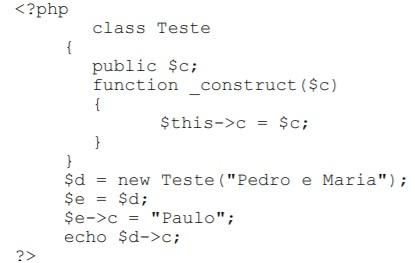 <?php
class Teste
{
public $c;
function _construct($c)
{
$this->c = $c;
}
}
$d = new Teste("Pedro e Maria");
$e = $d;
$e->c = "Paulo";
echo $d->c;
?>